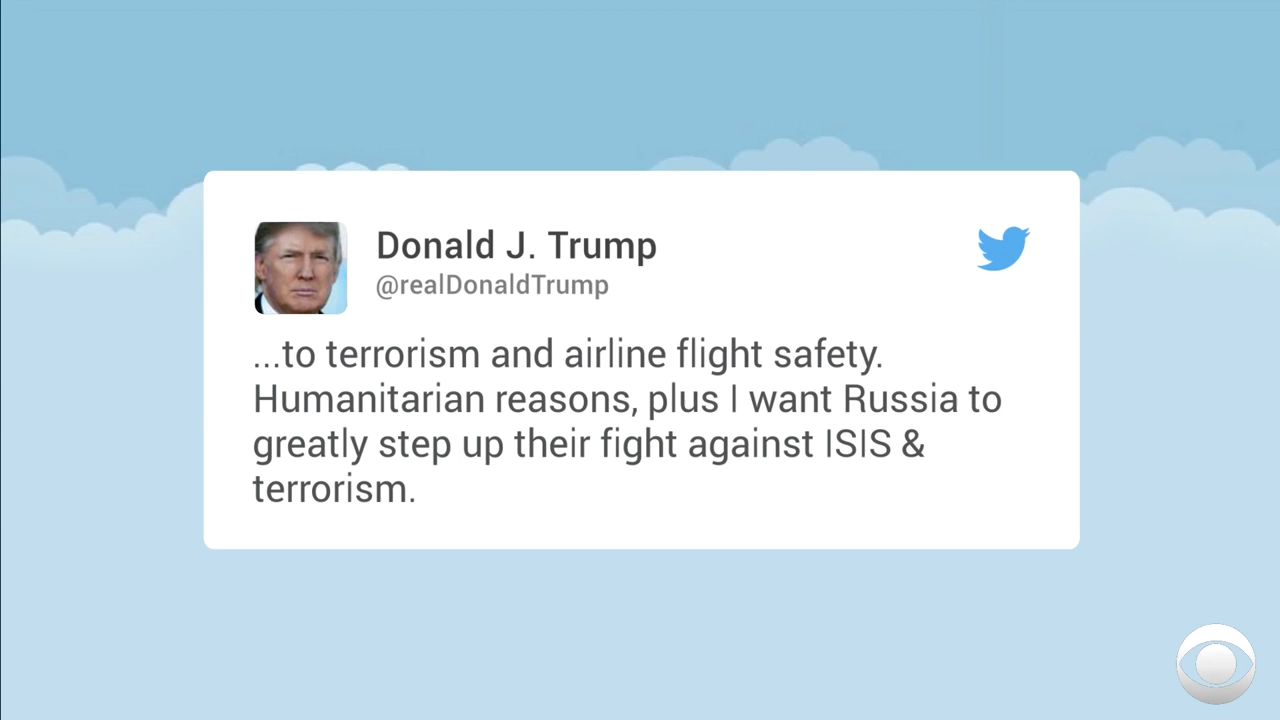 Donald J. Trump
@realDonaldTrump
...to terrorism and airline flight safety.
Humanitarian reasons, plus I want Russia to
greatly step up their fight against ISIS &
terrorism.